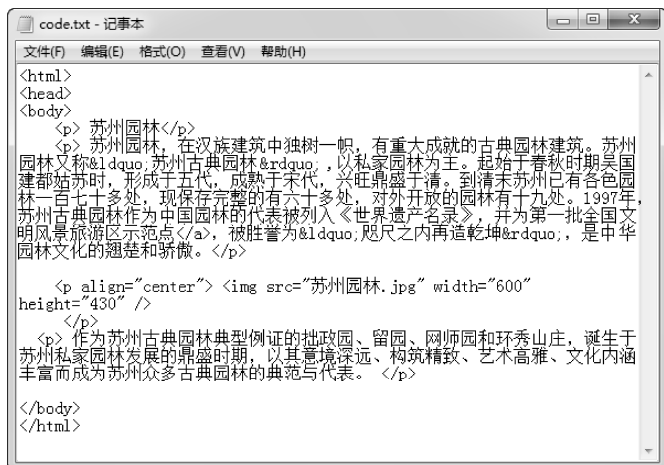 code.txt - 记事本
文件(F) 编辑(E) 格式(O) 查看(V) 帮助(H)
<html>
<head>
<body>
<p> 苏州园林</p>
<p> 苏州园林，在汉族建筑中独树一帜，有重大成就的古典园林建筑。苏州
园林又称&ldquo;苏州古典园林&rdquo;，以私家园林为主。起始于春秋时期吴国
建都姑苏时，形成于五代，成熟于宋代，兴旺鼎盛于清。到清末苏州已有各色园
林一百七十多处，现保存完整的有六十多处，对外开放的园林有十九处。1997年，
苏州古典园林作为中国园林的代表被列入《世界遗产名录》，并为第一批全国文
明风景旅游区示范点</a>，被胜誉为&ldquo;咫尺之内再造乾坤&rdquo;，是中华
园林文化的翘楚和骄傲。</p>
<p align="center"> <img src="苏州园林.jpg" width="600"
height="430" />
</p>
<p> 作为苏州古典园林典型例证的拙政园、留园、网师园和环秀山庄，诞生于
苏州私家园林发展的鼎盛时期，以其意境深远、构筑精致、艺术高雅、文化内涵
丰富而成为苏州众多古典园林的典范与代表。 </p>
</body>
</html>